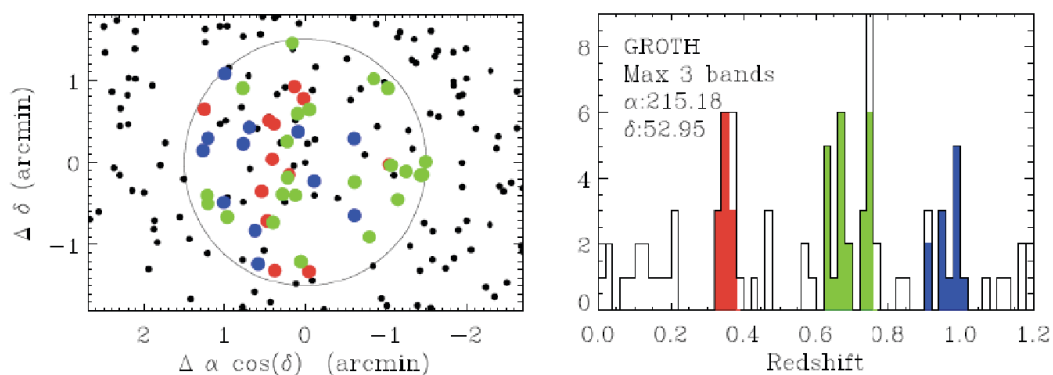 Δ δ (arcmin)
1
0
−1
2
1
0
−1
−2
Δ α cos(δ) (arcmin)
8
6
4
2
0
GROTH
Max 3 bands
α:215.18
δ:52.95
0.0
0.2
0.4
0.6
0.8
1.0
1.2
Redshift